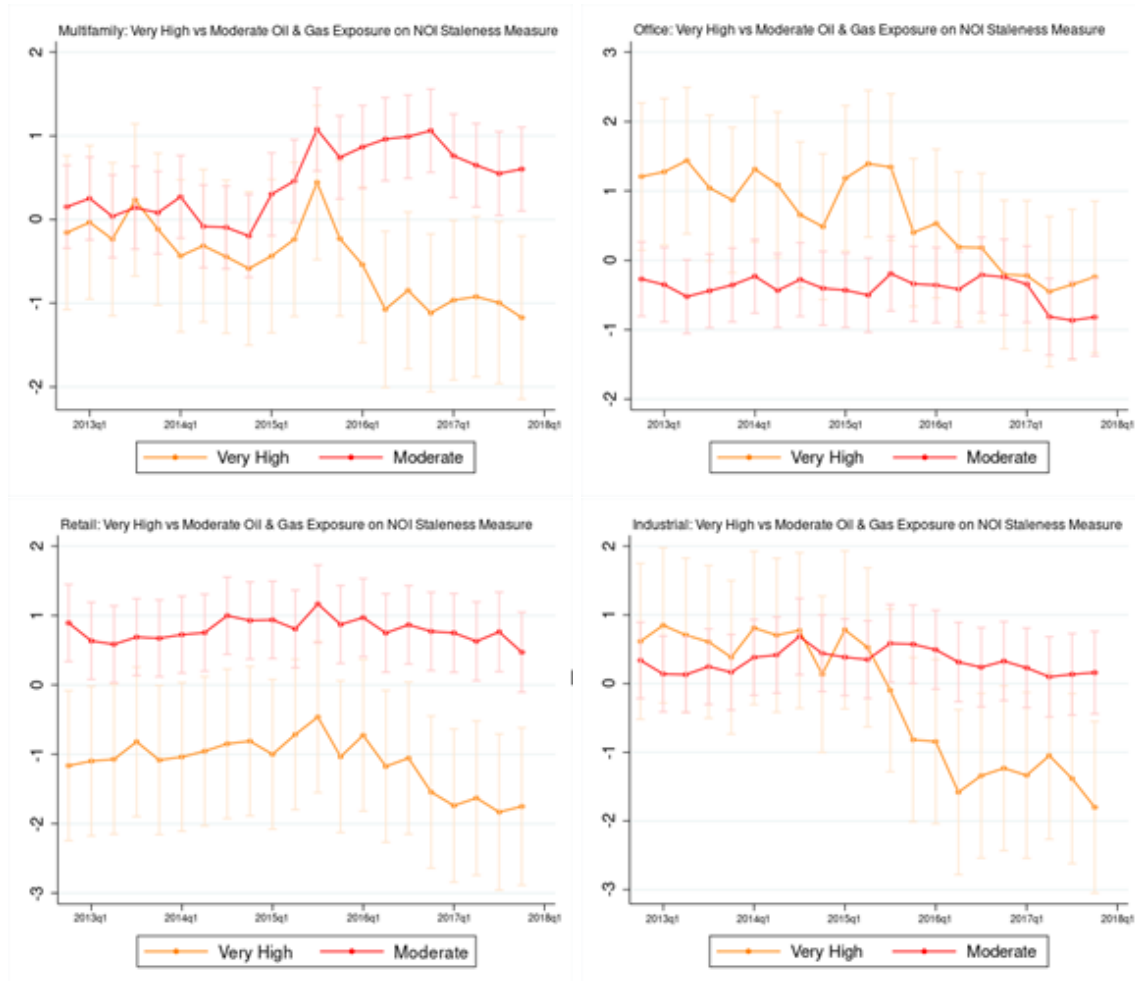 Multifamily: Very High vs Moderate Oil & Gas Exposure on NOI Staleness Measure
2
1
0
-1
-2
2013q1 2014q1 2015q1 2016q1 2017q1 2018q1
Very High Moderate
Office: Very High vs Moderate Oil & Gas Exposure on NOI Staleness Measure
3
2
1
0
-1
-2
2013q1 2014q1 2015q1 2016q1 2017q1 2018q1
Very High Moderate
Retail: Very High vs Moderate Oil & Gas Exposure on NOI Staleness Measure
2
1
0
-1
-2
-3
2013q1 2014q1 2015q1 2016q1 2017q1 2018q1
Very High Moderate
Industrial: Very High vs Moderate Oil & Gas Exposure on NOI Staleness Measure
2
1
0
-1
-2
-3
2013q1 2014q1 2015q1 2016q1 2017q1 2018q1
Very High Moderate